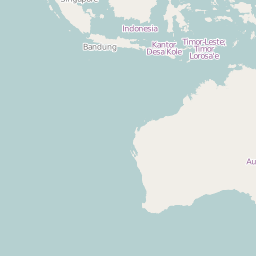 Singapore
Indonesia
Bandung
Kantor
Desa Kole
Timor-Leste;
Timor
Lorosa'e
Au